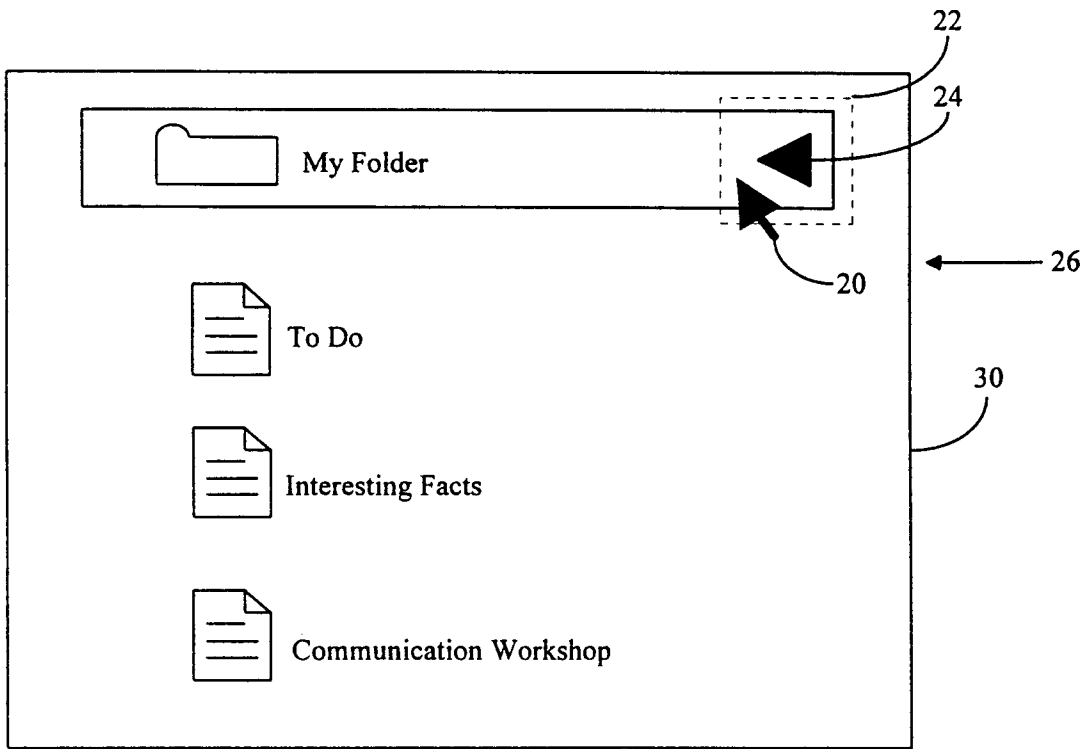 22
24
My Folder
26
20
To Do
30
Interesting Facts
Communication Workshop